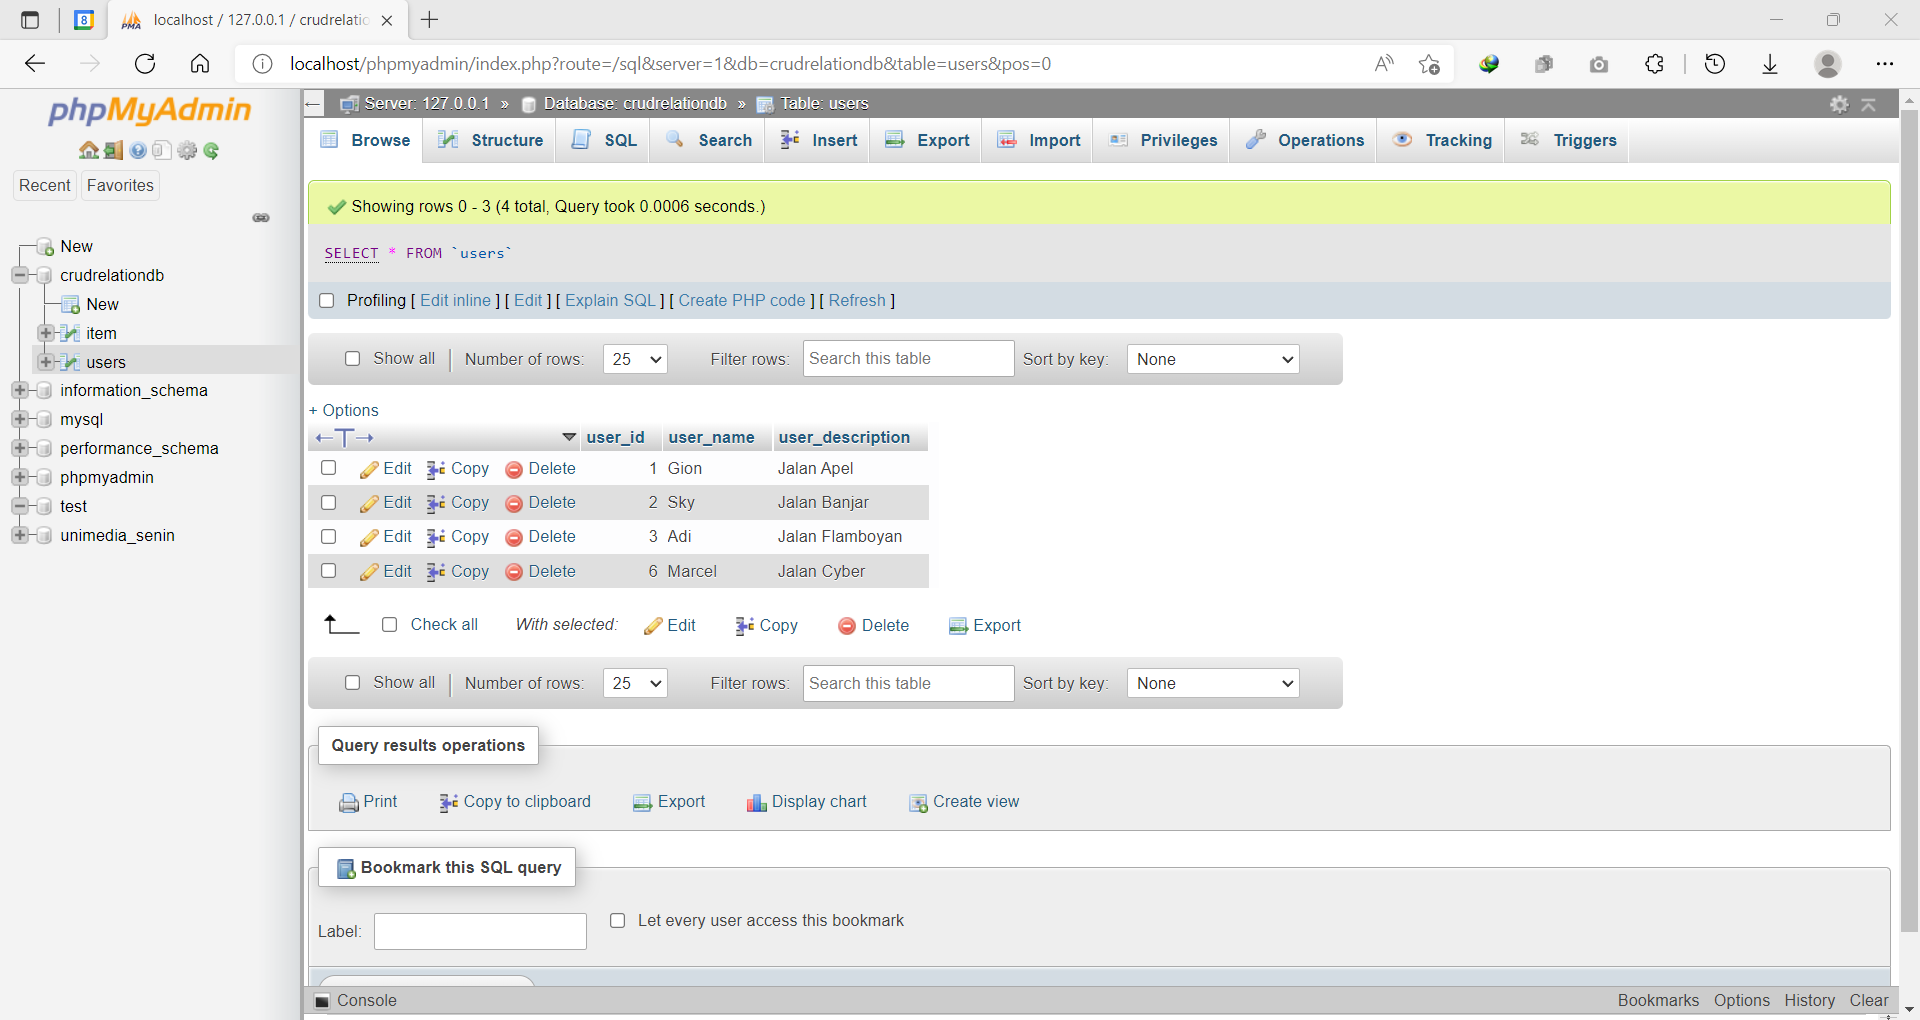 localhost / 127.0.0.1 / crudrelatic
localhost/phpmyadmin/index.php?route=/sql&server=1&db=crudrelationdb&table=users&pos=0
phpMyAdmin
Recent Favorites
New
crudrelationdb
New
item
users
information_schema
mysql
performance_schema
phpmyadmin
test
unimedia_senin
Server: 127.0.0.1 » Database: crudrelationdb » Table: users
Browse Structure SQL Search Insert Export Import Privileges Operations Tracking Triggers
Showing rows 0 - 3 (4 total, Query took 0.0006 seconds.)
SELECT * FROM `users`
Profiling [ Edit inline ] [ Edit ] [ Explain SQL ] [ Create PHP code ] [ Refresh ]
Show all | Number of rows: 25 Filter rows: Search this table Sort by key: None
+ Options
←T→ user_id user_name user_description
Edit Copy Delete 1 Gion Jalan Apel
Edit Copy Delete 2 Sky Jalan Banjar
Edit Copy Delete 3 Adi Jalan Flamboyan
Edit Copy Delete 6 Marcel Jalan Cyber
Check all With selected: Edit Copy Delete Export
Show all | Number of rows: 25 Filter rows: Search this table Sort by key: None
Query results operations
Print Copy to clipboard Export Display chart Create view
Bookmark this SQL query
Label: Let every user access this bookmark
Console Bookmarks Options History Clear